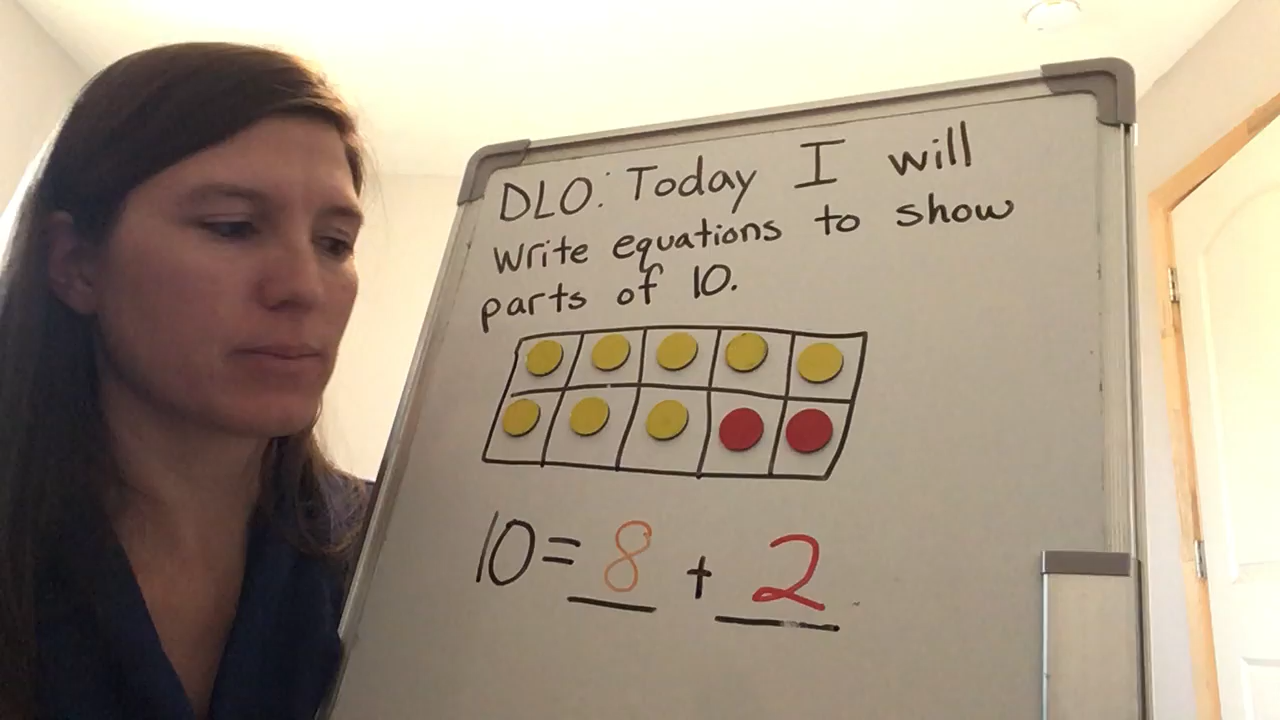 DLO: Today I will
write equations to show
parts of 10.
10 = 8 + 2